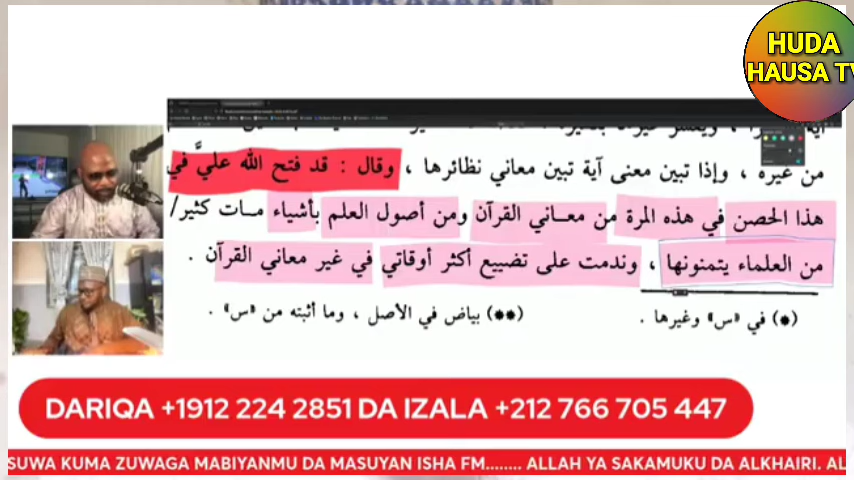 HUDA
HAUSA TV
من غيره ، وإذا تبين معنى آية تبين معاني نظائرها ، وقال : قد فتح الله عليَّ في
هذا الحصن في هذه المرة من معـاني القرآن ومن أصول العلم بأشياء مـات كثير/
من العلماء يتمنونها ، وندمت على تضييع أكثر أوقاتي في غير معاني القرآن .
(*) في «س» وغيرها .
(**) بياض في الأصل ، وما أثبته من «س» .
DARIQA +1912 224 2851 DA IZALA +212 766 705 447
SUWA KUMA ZUWAGA MABIYANMU DA MASUYAN ISHA FM........ ALLAH YA SAKAMUKU DA ALKHAIRI. AL